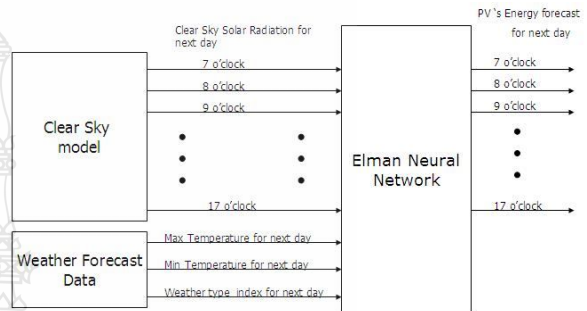 PV`s Energy forecast
for next day
Clear Sky Solar Radiation for
next day
7 o'clock
8 o'clock
9 o'clock
17 o'clock
Clear Sky
model
Elman Neural
Network
7 o'clock
8 o'clock
9 o'clock
17 o'clock
Weather Forecast
Data
Max Temperature for next day
Min Temperature for next day
Weather type index for next day